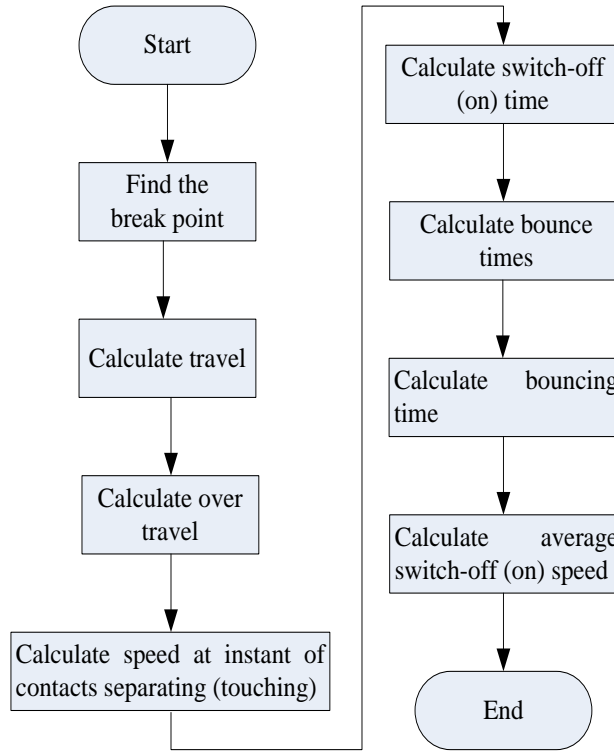 Start
Find the
break point
Calculate travel
Calculate over
travel
Calculate speed at instant of
contacts separating (touching)
Calculate switch-off
(on) time
Calculate bounce
times
Calculate bouncing
time
Calculate average
switch-off (on) speed
End